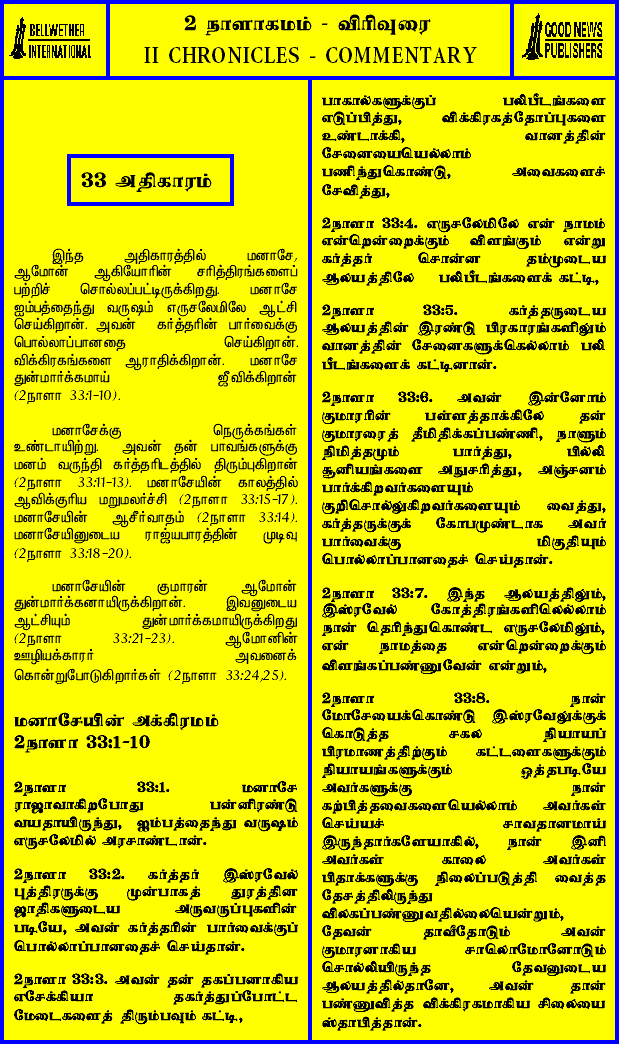 BELLWETHER
INTERNATIONAL
2 நாளாகமம் - விரிவுரை
II CHRONICLES - COMMENTARY
GOOD NEWS
PUBLISHERS
33 அதிகாரம்
இந்த அதிகாரத்தில் மனாசே,
ஆமோன் ஆகியோரின் சரித்திரங்களைப்
பற்றிச் சொல்லப்பட்டிருக்கிறது. மனாசே
ஐம்பத்தைந்து வருஷம் எருசலேமிலே ஆட்சி
செய்கிறான். அவன் கர்த்தரின் பார்வைக்கு
பொல்லாப்பானதை செய்கிறான்.
விக்கிரகங்களை ஆராதிக்கிறான். மனாசே
துன்மார்க்கமாய் ஜீவிக்கிறான்
(2நாளா 33:1-10).
மனாசேக்கு நெருக்கங்கள்
உண்டாயிற்று. அவன் தன் பாவங்களுக்கு
மனம் வருந்தி கர்த்தரிடத்தில் திரும்புகிறான்
(2நாளா 33:11-13). மனாசேயின் காலத்தில்
ஆவிக்குரிய மறுமலர்ச்சி (2நாளா 33:15-17).
மனாசேயின் ஆசீர்வாதம் (2நாளா 33:14).
மனாசேயினுடைய ராஜ்யபாரத்தின் முடிவு
(2நாளா 33:18-20).
மனாசேயின் குமாரன் ஆமோன்
துன்மார்க்கனாயிருக்கிறான். இவனுடைய
ஆட்சியும் துன்மார்க்கமாயிருக்கிறது
(2நாளா 33:21-23). ஆமோனின்
ஊழியக்காரர் அவனைக்
கொன்றுபோடுகிறார்கள் (2நாளா 33:24,25).
மனாசேயின் அக்கிரமம்
2நாளா 33:1-10
2நாளா 33:1. மனாசே
ராஜாவாகிறபோது பன்னிரண்டு
வயதாயிருந்து, ஐம்பத்தைந்து வருஷம்
எருசலேமில் அரசாண்டான்.
2நாளா 33:2. கர்த்தர் இஸ்ரவேல்
புத்திரருக்கு முன்பாகத் துரத்தின
ஜாதிகளுடைய அருவருப்புகளின்
படியே, அவன் கர்த்தரின் பார்வைக்குப்
பொல்லாப்பானதைச் செய்தான்.
2நாளா 33:3. அவன் தன் தகப்பனாகிய
எசேக்கியா தகர்த்துப்போட்ட
மேடைகளைத் திரும்பவும் கட்டி,
பாகால்களுக்குப் பலிபீடங்களை
எடுப்பித்து, விக்கிரகத்தோப்புகளை
உண்டாக்கி, வானத்தின்
சேனையையெல்லாம்
பணிந்துகொண்டு, அவைகளைச்
சேவித்து,
2நாளா 33:4. எருசலேமிலே என் நாமம்
என்றென்றைக்கும் விளங்கும் என்று
கர்த்தர் சொன்ன தம்முடைய
ஆலயத்திலே பலிபீடங்களைக் கட்டி,
2நாளா 33:5. கர்த்தருடைய
ஆலயத்தின் இரண்டு பிரகாரங்களிலும்
வானத்தின் சேனைகளுக்கெல்லாம் பலி
பீடங்களைக் கட்டினான்.
2நாளா 33:6. அவன் இன்னோம்
குமாரரின் பள்ளத்தாக்கிலே தன்
குமாரரைத் தீமிதிக்கப்பண்ணி, நாளும்
நிமித்தமும் பார்த்து, பில்லி
சூனியங்களை அநுசரித்து, அஞ்சனம்
பார்க்கிறவர்களையும்
குறிசொல்லுகிறவர்களையும் வைத்து,
கர்த்தருக்குக் கோபமுண்டாக அவர்
பார்வைக்கு மிகுதியும்
பொல்லாப்பானதைச் செய்தான்.
2நாளா 33:7. இந்த ஆலயத்திலும்,
இஸ்ரவேல் கோத்திரங்களிலெல்லாம்
நான் தெரிந்துகொண்ட எருசலேமிலும்,
என் நாமத்தை என்றென்றைக்கும்
விளங்கப்பண்ணுவேன் என்றும்,
2நாளா 33:8. நான்
மோசேயைக்கொண்டு இஸ்ரவேலுக்குக்
கொடுத்த சகல நியாயப்
பிரமாணத்திற்கும் கட்டளைகளுக்கும்
நியாயங்களுக்கும் ஒத்தபடியே
அவர்களுக்கு நான்
கற்பித்தவைகளையெல்லாம் அவர்கள்
செய்யச் சாவதானமாய்
இருந்தார்களேயாகில், நான் இனி
அவர்கள் காலை அவர்கள்
பிதாக்களுக்கு நிலைப்படுத்தி வைத்த
தேசத்திலிருந்து
விலகப்பண்ணுவதில்லையென்றும்,
தேவன் தாவீதோடும் அவன்
குமாரனாகிய சாலொமோனோடும்
சொல்லியிருந்த தேவனுடைய
ஆலயத்தில்தானே, அவன் தான்
பண்ணுவித்த விக்கிரகமாகிய சிலையை
ஸ்தாபித்தான்.